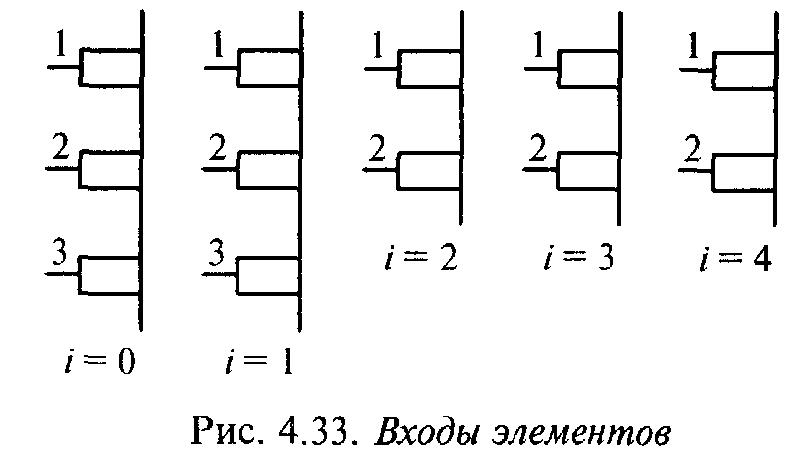 1 1 1 1 1
2 2 2 2 2
3 3
i = 2 i = 3 i = 4
i = 0 i = 1
Рис. 4.33. Входы элементов